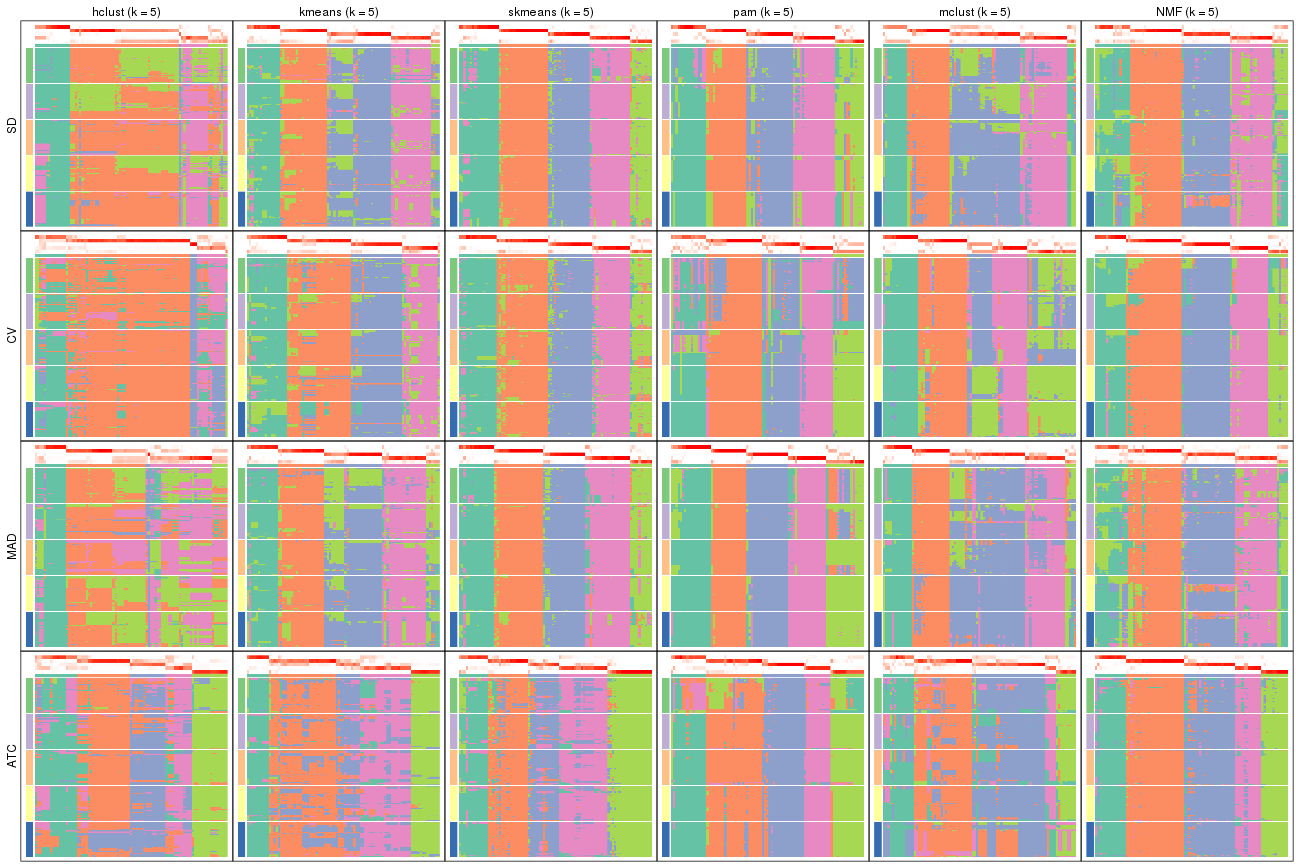 hclust (k = 5) kmeans (k = 5) skmeans (k = 5) pam (k = 5) mclust (k = 5) NMF (k = 5)
SD
CV
MAD
ATC